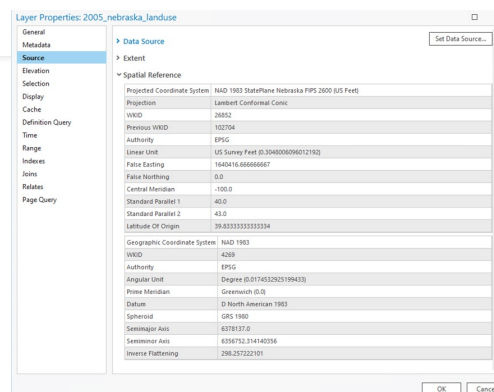 Layer Properties: 2005_nebraska_landuse
General
Metadata
Source
Elevation
Selection
Display
Cache
Definition Query
Time
Range
Indexes
Joins
Relates
Page Query
Data Source
Set Data Source...
Extent
Spatial Reference
Projected Coordinate System NAD 1983 StatePlane Nebraska FIPS 2600 (US Feet)
Projection Lambert Conformal Conic
WKID 26852
Previous WKID 102704
Authority EPSG
Linear Unit US Survey Feet (0.3048006096012192)
False Easting 1640416.666666667
False Northing 0.0
Central Meridian -100.0
Standard Parallel 1 40.0
Standard Parallel 2 43.0
Latitude Of Origin 39.83333333333334
Geographic Coordinate System NAD 1983
WKID 4269
Authority EPSG
Angular Unit Degree (0.0174532925199433)
Prime Meridian Greenwich (0.0)
Datum D North American 1983
Spheroid GRS 1980
Semimajor Axis 6378137.0
Semiminor Axis 6356752.314140356
Inverse Flattening 298.257222101
OK Cance